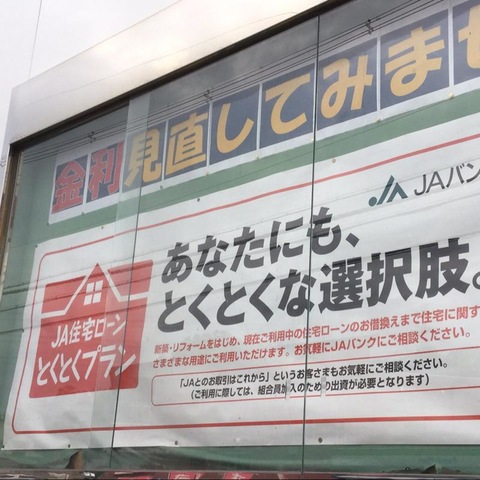 金利見直してみませ
JAバン
あなたにも、
とくとくな選択肢。
JA住宅ローン
とくとくプラン
新築・リフォームをはじめ、現在ご利用中の住宅ローンのお借換えまで住宅に関す
さまざまな用途にご利用いただけます。お気軽にJAバンクにご相談ください。
「JAとのお取引はこれから」というお客さまもお気軽にご相談ください。
(ご利用に際しては、組合員加入のための出資が必要となります)